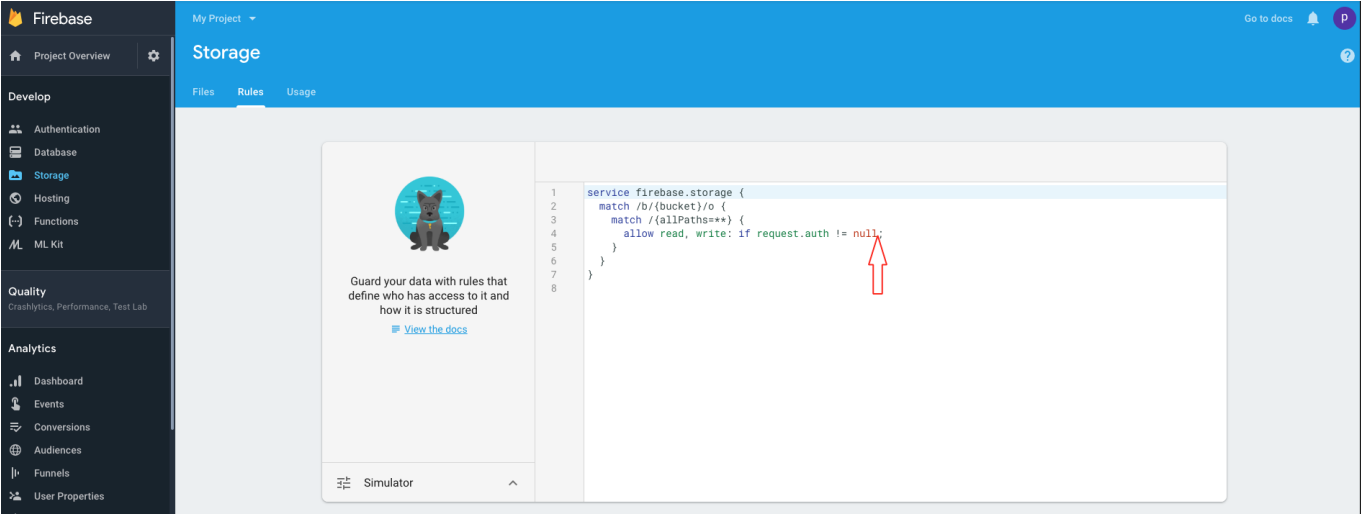 Firebase
My Project
Go to docs
p
Project Overview
Storage
?
Files Rules Usage
Develop
Authentication
Database
Storage
Hosting
Functions
ML Kit
Quality
Crashlytics, Performance, Test Lab
Analytics
Dashboard
Events
Conversions
Audiences
Funnels
User Properties
Guard your data with rules that
define who has access to it and
how it is structured
View the docs
Simulator
1 service firebase.storage {
2 match /b/{bucket}/o {
3 match /{allPaths=**} {
4 allow read, write: if request.auth != null;
5 }
6 }
7 }
8